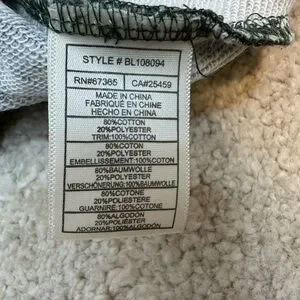 STYLE # BL108094
RN#67365 CA#25459
MADE IN CHINA
FABRIQUÉ EN CHINE
HECHO EN CHINA
80%COTTON
20%POLYESTER
TRIM:100%COTTON
80%COTON
20%POLYESTER
EMBELLISSEMENT:100%COTON
80%BAUMWOLLE
20%POLYESTER
VERSCHÖNERUNG:100%BAUMWOLLE
80%COTONE
20%POLIESTERE
GUARNIRE:100%COTONE
80%ALGODON
20%POLIÉSTER
ADORNAR:100%ALGODON